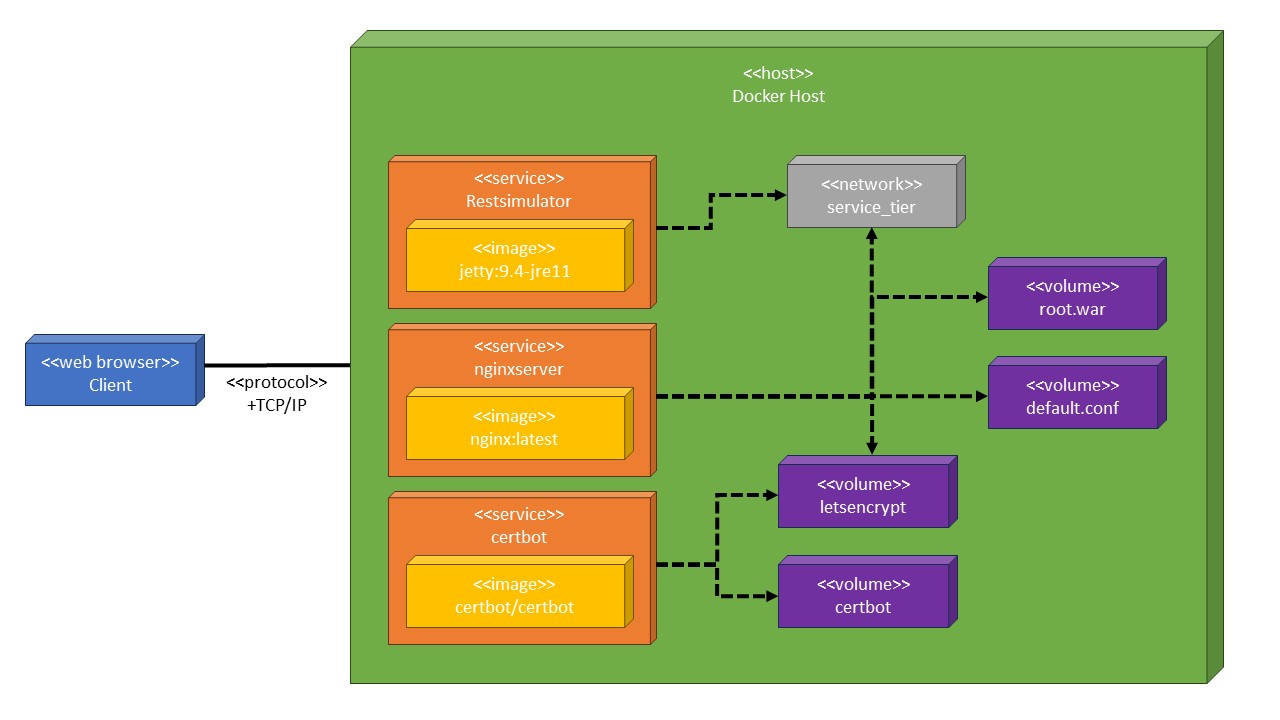 <<host>>
Docker Host
<<service>>
Restsimulator
<<image>>
jetty:9.4-jre11
<<network>>
service_tier
<<volume>>
root.war
<<web browser>>
Client
<<protocol>>
+TCP/IP
<<service>>
nginxserver
<<image>>
nginx:latest
<<volume>>
default.conf
<<volume>>
letsencrypt
<<service>>
certbot
<<image>>
certbot/certbot
<<volume>>
certbot